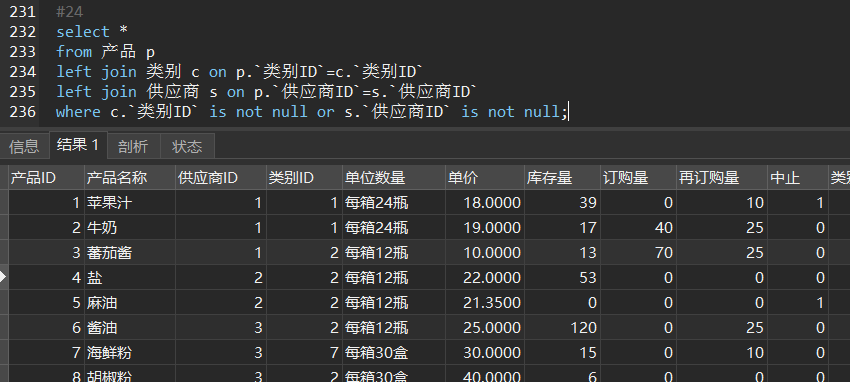 231 #24
232 select *
233 from 产品 p
234 left join 类别 c on p.`类别ID`=c.`类别ID`
235 left join 供应商 s on p.`供应商ID`=s.`供应商ID`
236 where c.`类别ID` is not null or s.`供应商ID` is not null;
信息 结果 1 剖析 状态
产品ID 产品名称 供应商ID 类别ID 单位数量 单价 库存量 订购量 再订购量 中止 类别
1 苹果汁 1 1 每箱24瓶 18.0000 39 0 10 1
2 牛奶 1 1 每箱24瓶 19.0000 17 40 25 0
3 蕃茄酱 1 2 每箱12瓶 10.0000 13 70 25 0
4 盐 2 2 每箱12瓶 22.0000 53 0 0 0
5 麻油 2 2 每箱12瓶 21.3500 0 0 0 1
6 酱油 3 2 每箱12瓶 25.0000 120 0 25 0
7 海鲜粉 3 7 每箱30盒 30.0000 15 0 10 0
8 胡椒粉 3 2 每箱30盒 40.0000 6 0 0 0